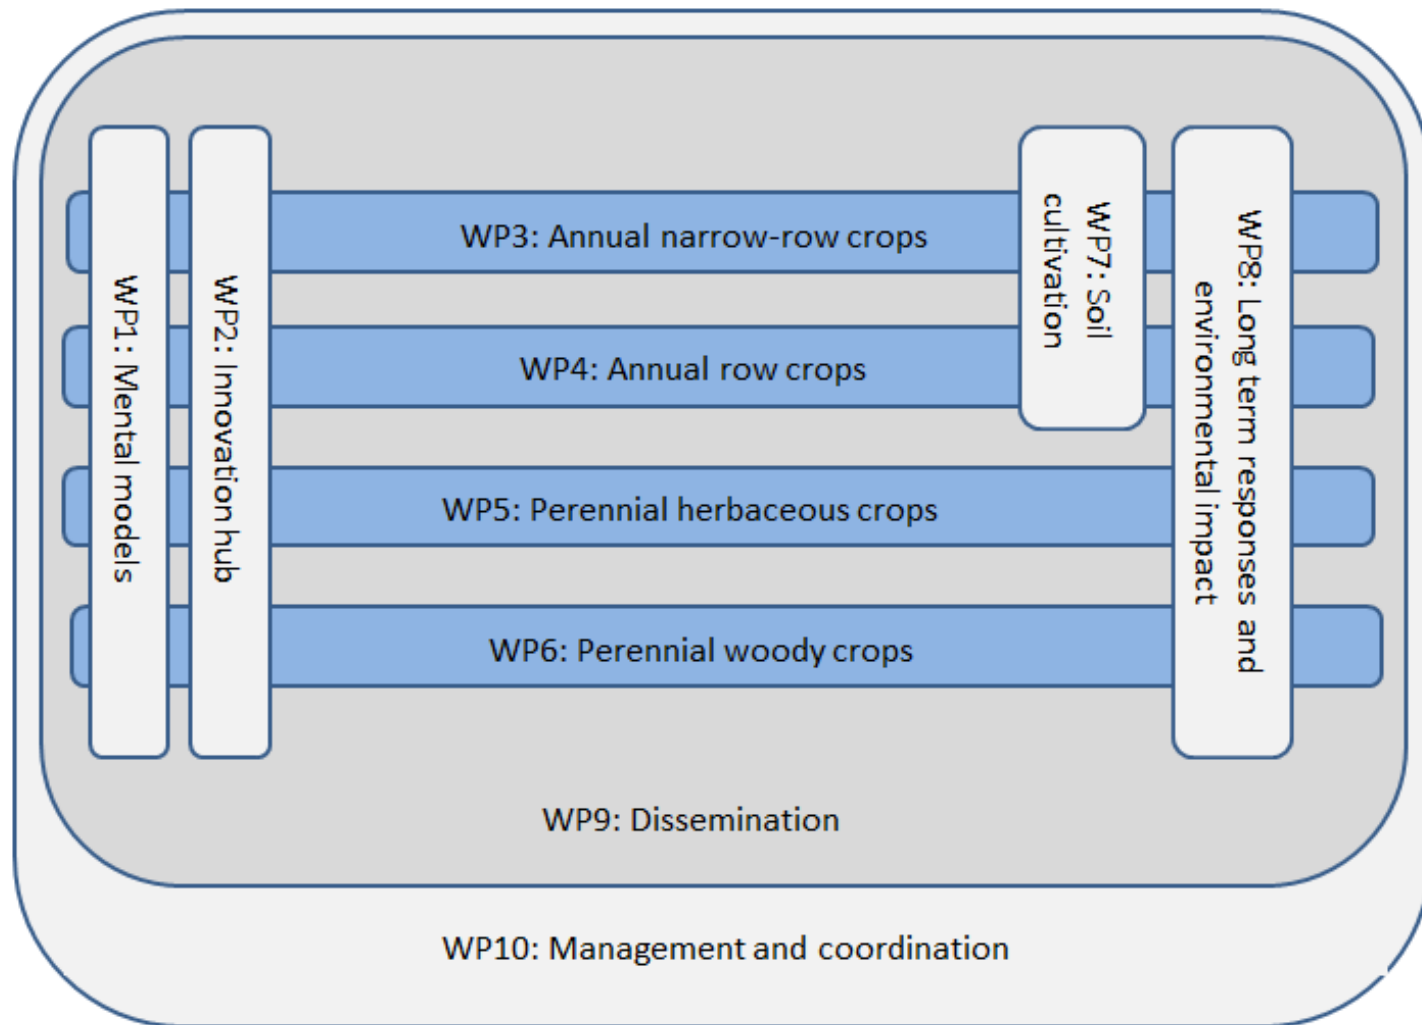 WP1: Mental models
WP2: Innovation hub
WP3: Annual narrow-row crops
WP4: Annual row crops
WP5: Perennial herbaceous crops
WP6: Perennial woody crops
WP7: Soil
cultivation
WP8: Long term responses and
environmental impact
WP9: Dissemination
WP10: Management and coordination